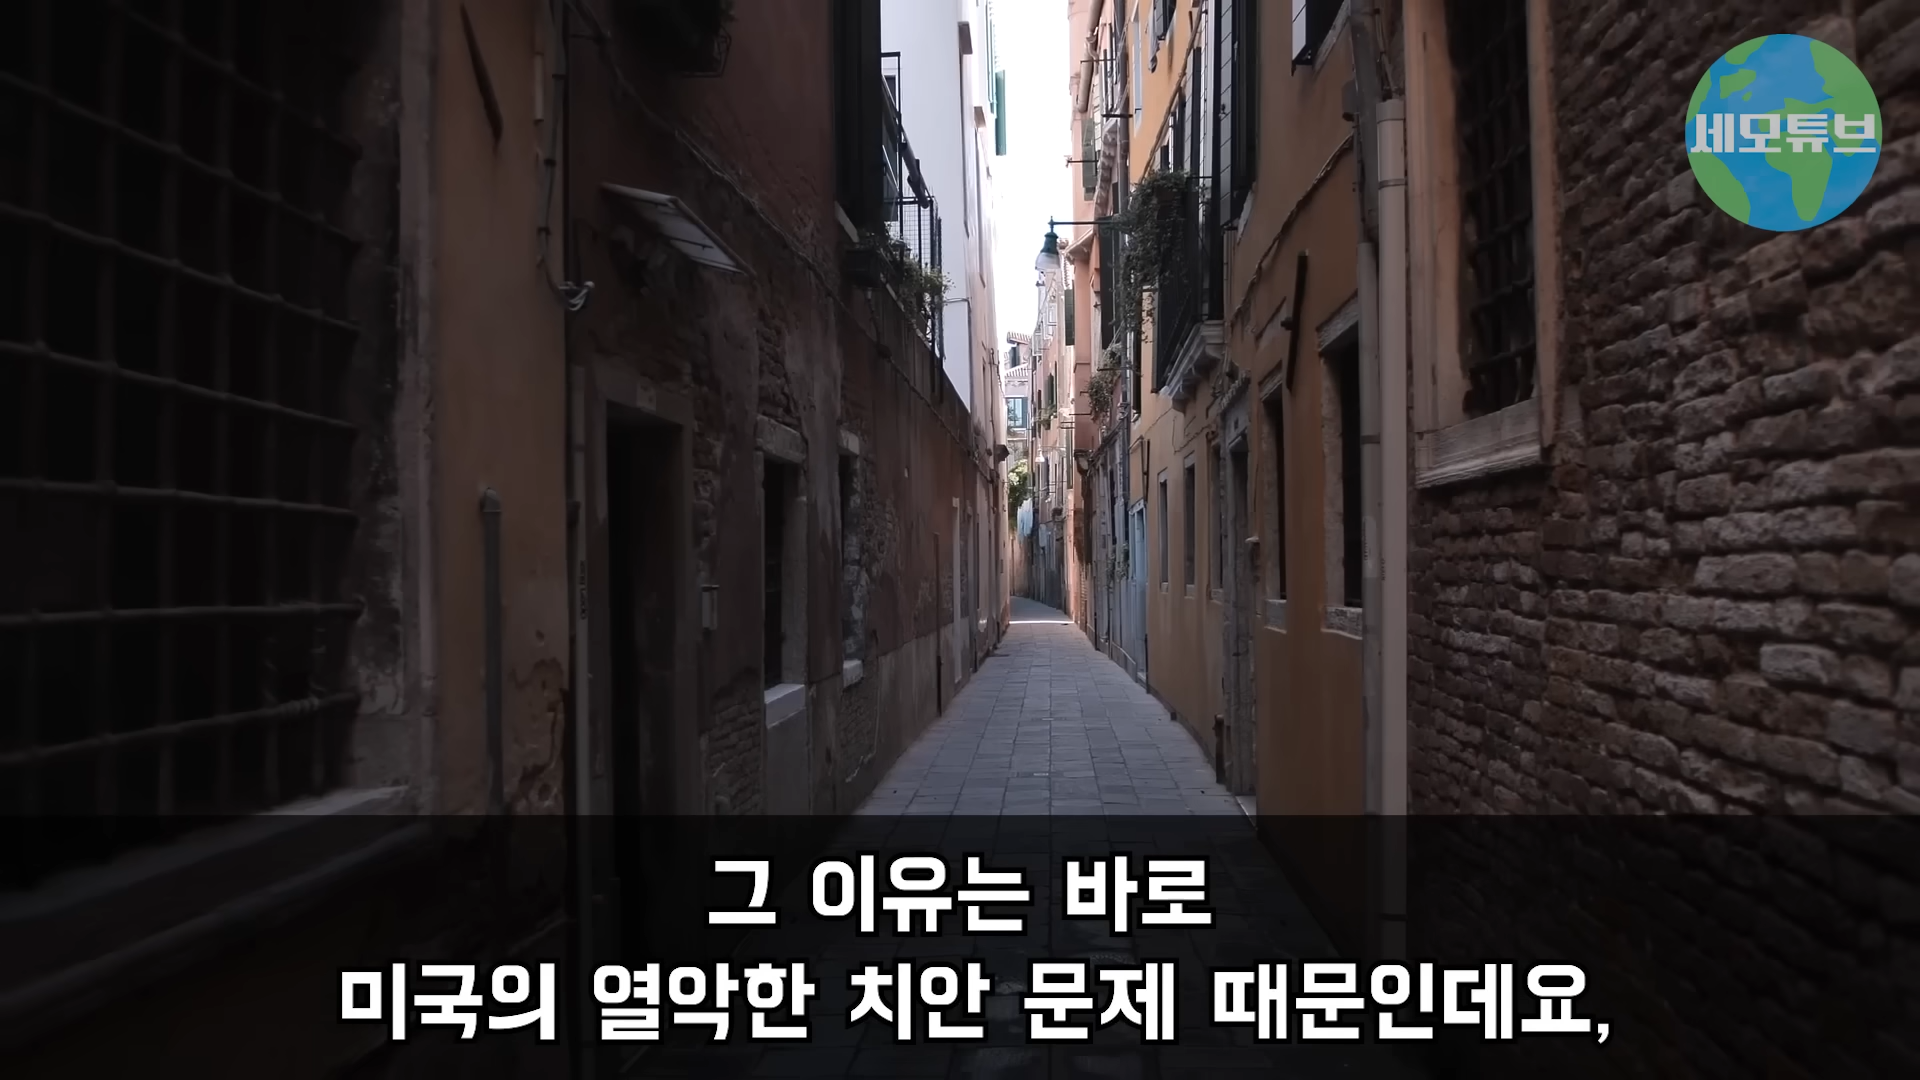 세모튜브
그 이유는 바로
미국의 열악한 치안 문제 때문인데요,